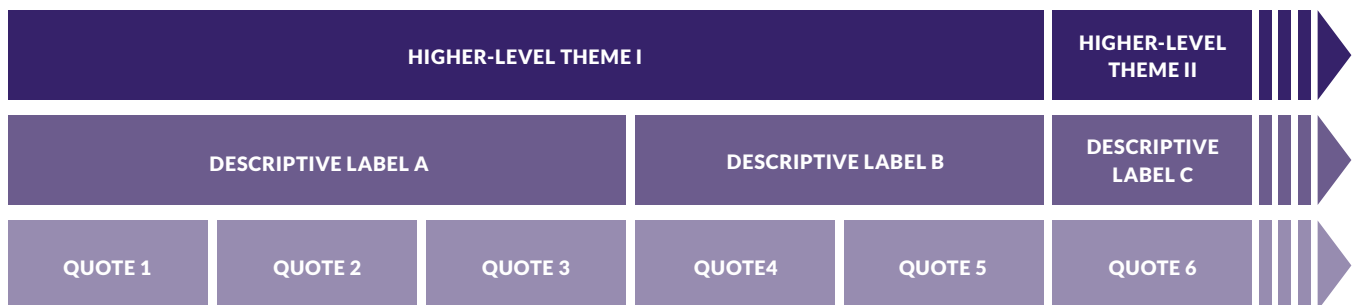 HIGHER-LEVEL THEME I
HIGHER-LEVEL
THEME II
DESCRIPTIVE LABEL A
DESCRIPTIVE LABEL B
DESCRIPTIVE
LABEL C
QUOTE 1
QUOTE 2
QUOTE 3
QUOTE4
QUOTE 5
QUOTE 6